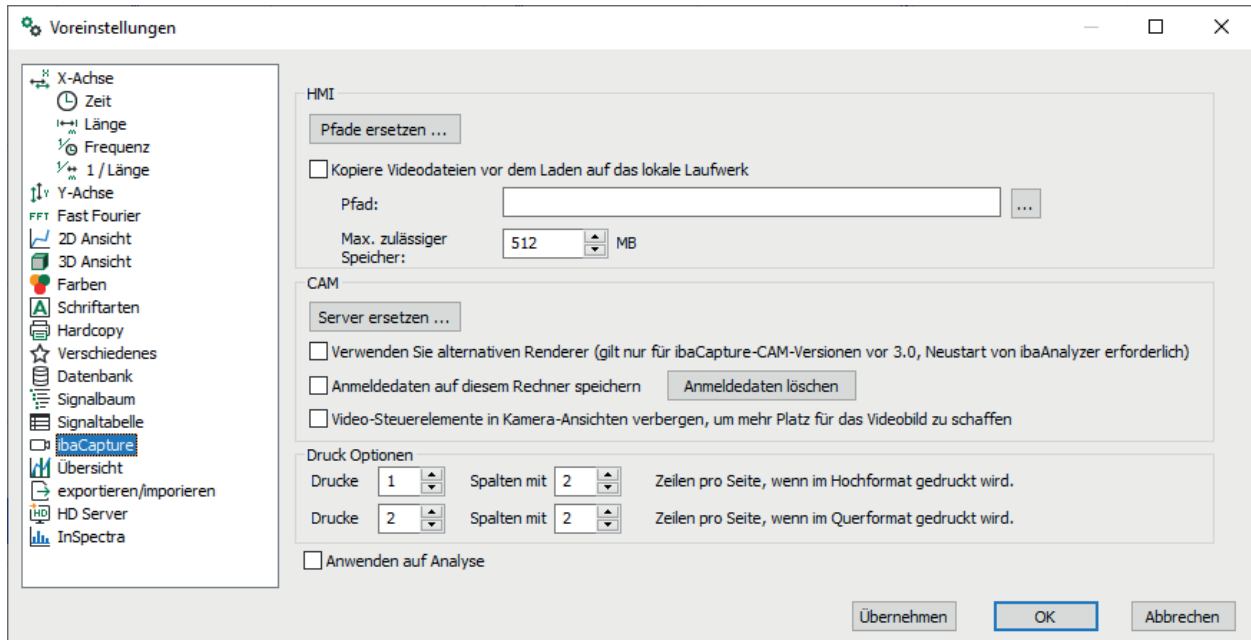 Voreinstellungen
X-Achse
Zeit
Länge
Frequenz
1 / Länge
Y-Achse
FFT Fast Fourier
2D Ansicht
3D Ansicht
Farben
Schriftarten
Hardcopy
Verschiedenes
Datenbank
Signalbaum
Signaltabelle
ibaCapture
Übersicht
exportieren/imporieren
HD Server
InSpectra
HMI
Pfade ersetzen ...
Kopiere Videodateien vor dem Laden auf das lokale Laufwerk
Pfad: ...
Max. zulässiger
Speicher: 512 MB
CAM
Server ersetzen ...
Verwenden Sie alternativen Renderer (gilt nur für ibaCapture-CAM-Versionen vor 3.0, Neustart von ibaAnalyzer erforderlich)
Anmeldedaten auf diesem Rechner speichern Anmeldedaten löschen
Video-Steuerelemente in Kamera-Ansichten verbergen, um mehr Platz für das Videobild zu schaffen
Druck Optionen
Drucke 1 Spalten mit 2 Zeilen pro Seite, wenn im Hochformat gedruckt wird.
Drucke 2 Spalten mit 2 Zeilen pro Seite, wenn im Querformat gedruckt wird.
Anwenden auf Analyse
Übernehmen OK Abbrechen